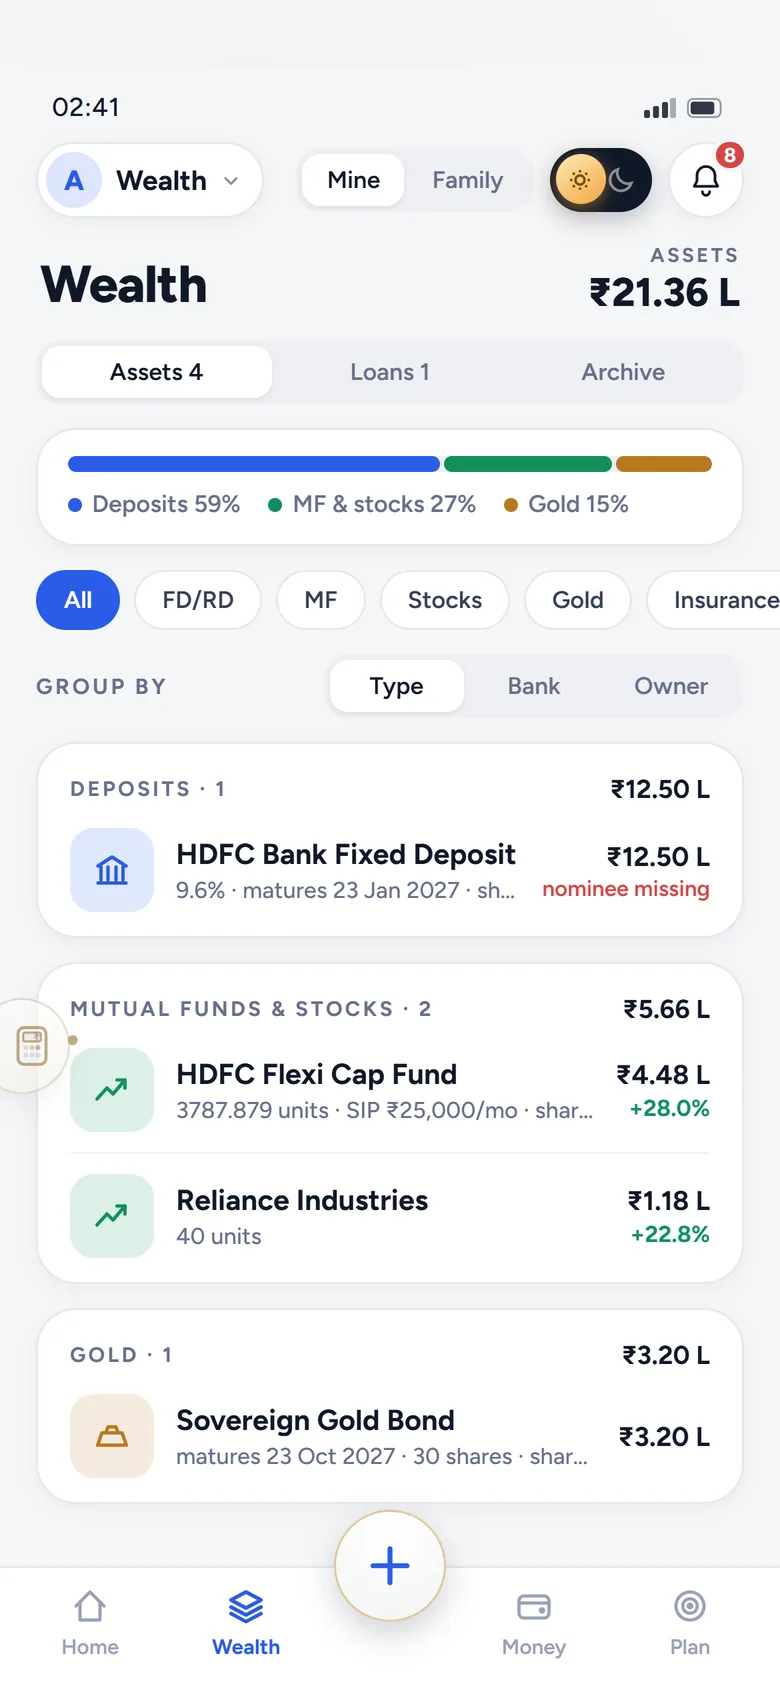 02:41
A Wealth Mine Family 8
ASSETS
Wealth ₹21.36 L
Assets 4 Loans 1 Archive
Deposits 59% MF & stocks 27% Gold 15%
All FD/RD MF Stocks Gold Insurance
GROUP BY Type Bank Owner
DEPOSITS · 1 ₹12.50 L
HDFC Bank Fixed Deposit ₹12.50 L
9.6% · matures 23 Jan 2027 · sh... nominee missing
MUTUAL FUNDS & STOCKS · 2 ₹5.66 L
HDFC Flexi Cap Fund ₹4.48 L
3787.879 units · SIP ₹25,000/mo · shar... +28.0%
Reliance Industries ₹1.18 L
40 units +22.8%
GOLD · 1 ₹3.20 L
Sovereign Gold Bond ₹3.20 L
matures 23 Oct 2027 · 30 shares · shar...
Home Wealth Money Plan